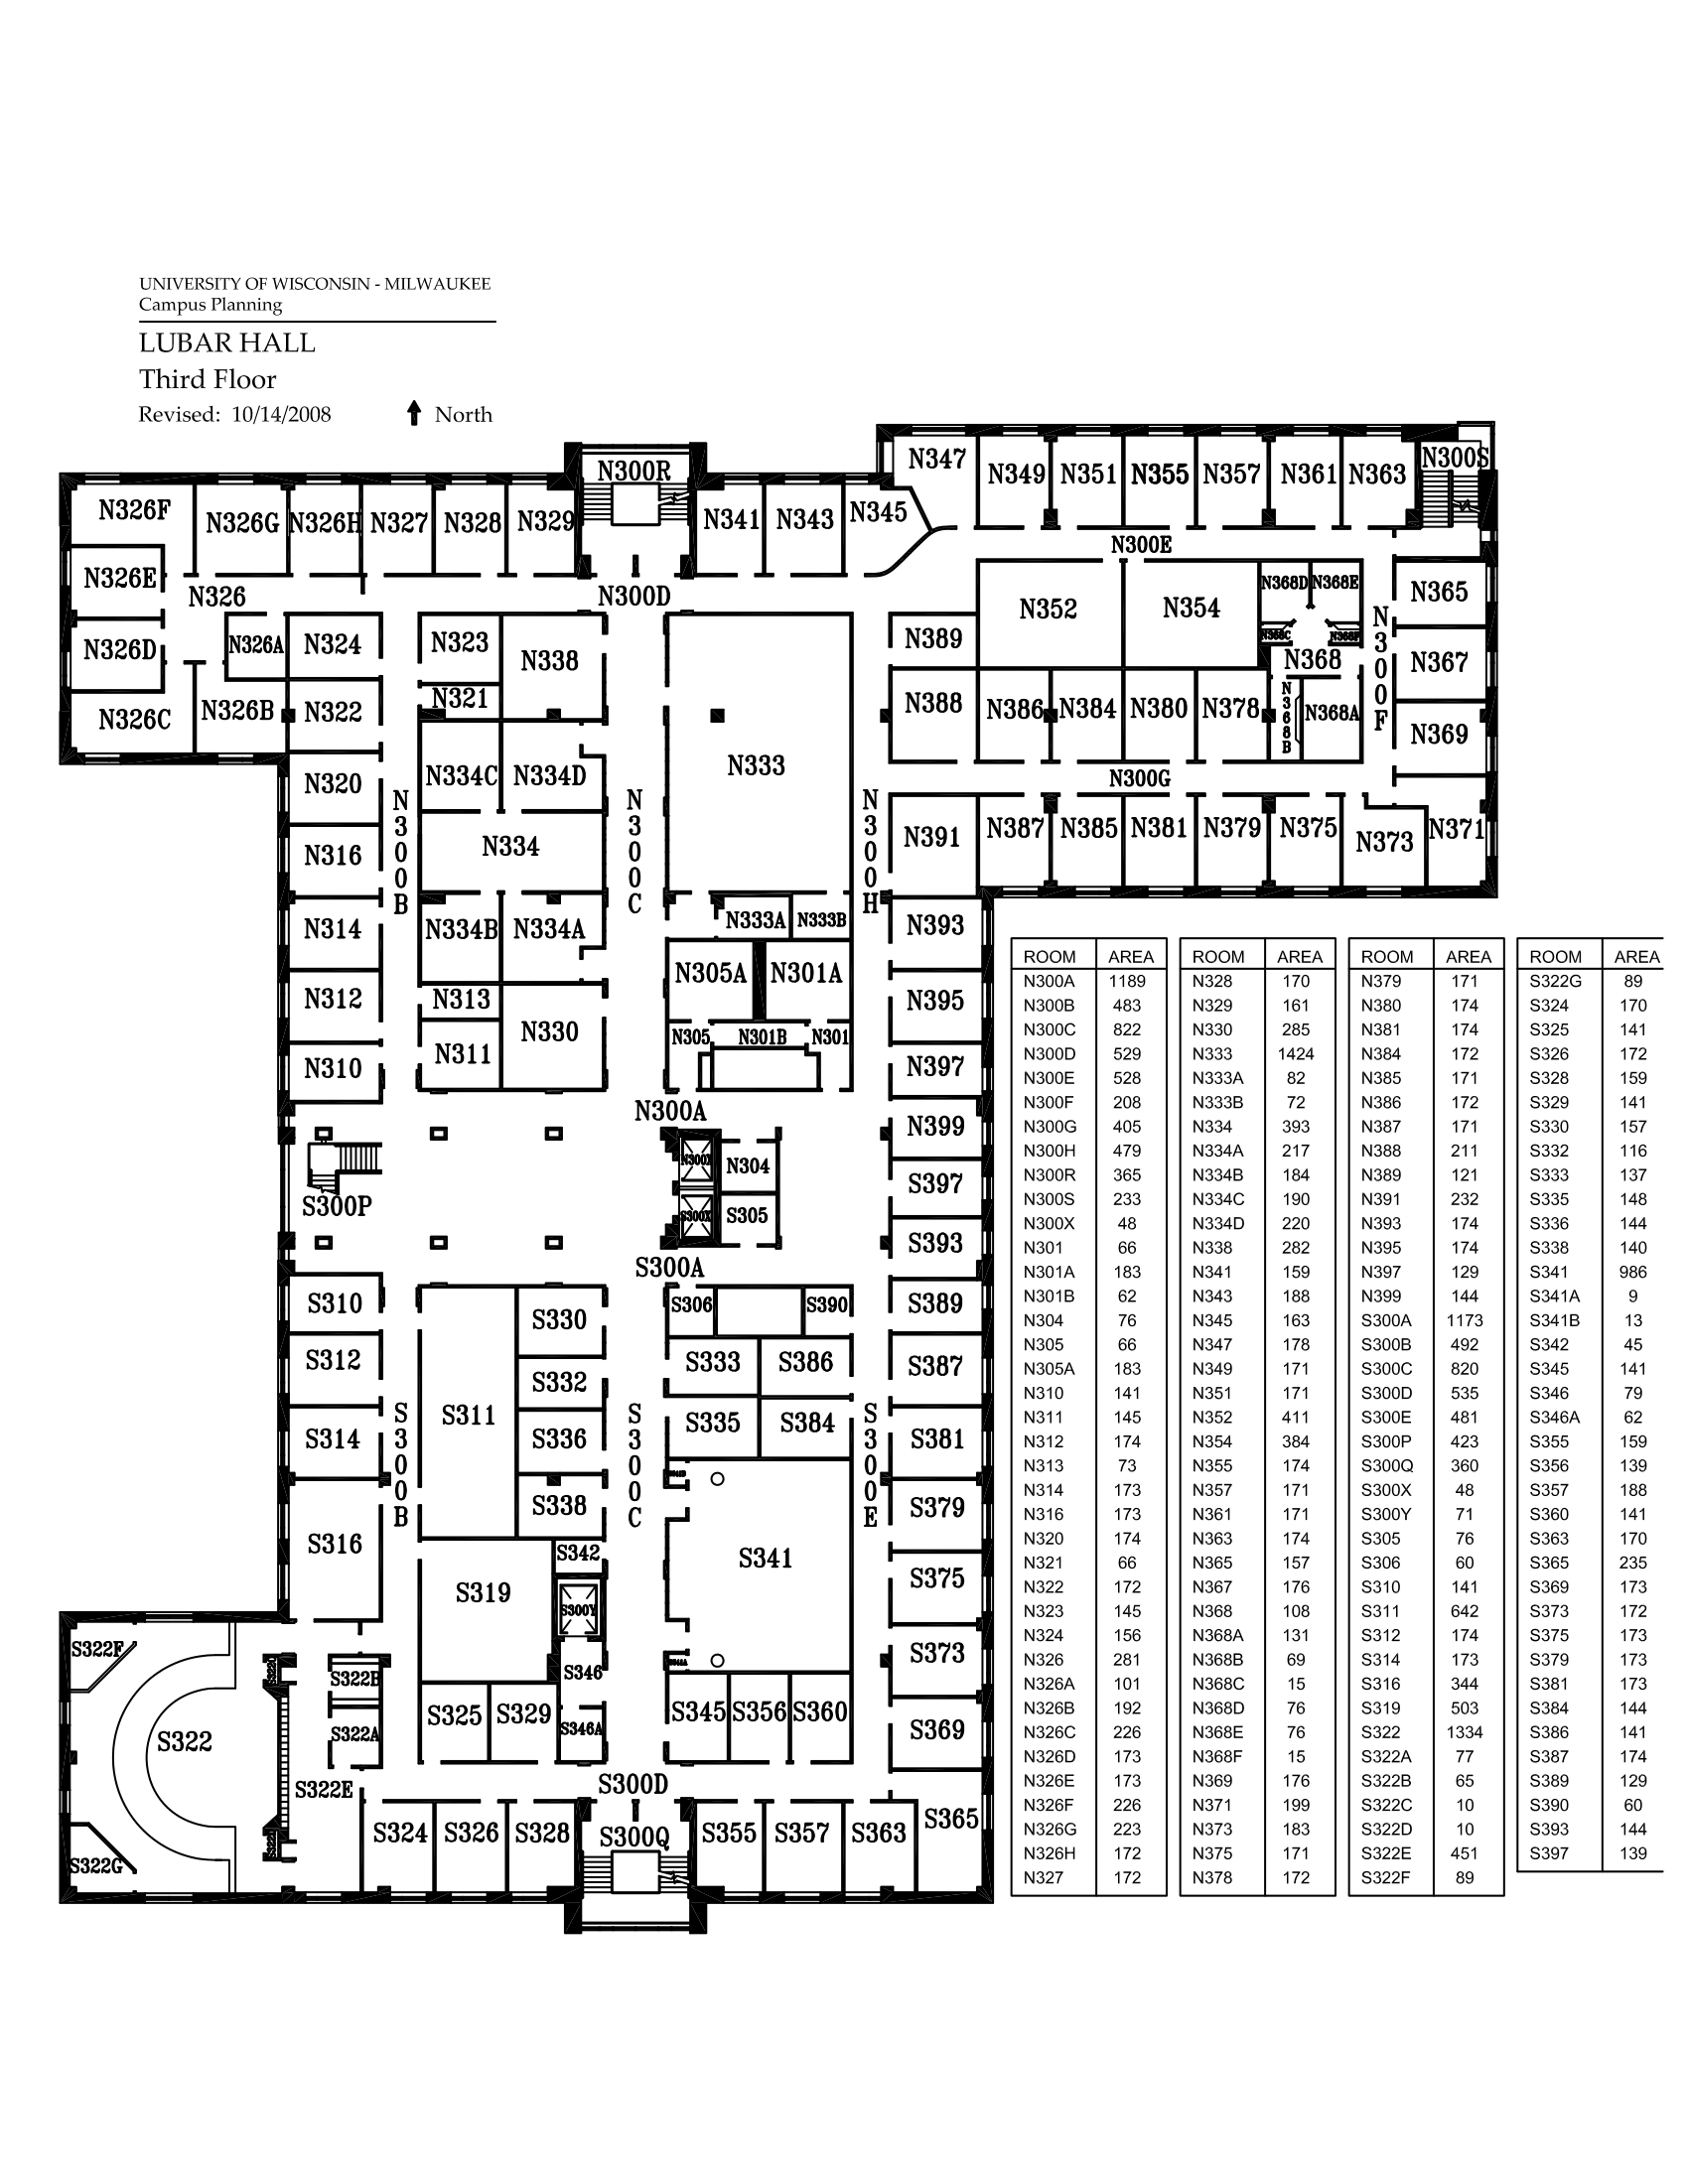 UNIVERSITY OF WISCONSIN - MILWAUKEE
Campus Planning
LUBAR HALL
Third Floor
Revised: 10/14/2008
North
N300R
N347
N349
N351
N355
N357
N361
N363
N300S
N326F
N326G
N326H
N327
N328
N329
N341
N343
N345
N300E
N326E
N326
N300D
N352
N354
N368D
N368E
N365
N326D
N326A
N324
N323
N338
N389
N368C
N368F
N368
N300F
N367
N326C
N326B
N322
N321
N333
N388
N386
N384
N380
N378
N368B
N368A
N369
N320
N300B
N334C
N334D
N300C
N300H
N300G
N316
N334
N391
N387
N385
N381
N379
N375
N373
N371
N314
N334B
N334A
N333A
N333B
N393
N312
N313
N305A
N301A
N395
N311
N330
N305
N301B
N301
N310
N397
N300A
N399
N300X
N304
S397
S300P
S300X
S305
S393
S300A
S310
S330
S306
S390
S389
S312
S332
S333
S386
S387
S314
S300B
S311
S336
S300C
S335
S384
S300E
S381
S316
S338
S379
S319
S342
S341
S375
S300Y
S322F
S322B
S346
S373
S322
S322A
S325
S329
S346A
S345
S356
S360
S369
S322E
S300D
S365
S322G
S324
S326
S328
S300Q
S355
S357
S363
ROOM AREA
N300A 1189
N300B 483
N300C 822
N300D 529
N300E 528
N300F 208
N300G 405
N300H 479
N300R 365
N300S 233
N300X 48
N301 66
N301A 183
N301B 62
N304 76
N305 66
N305A 183
N310 141
N311 145
N312 174
N313 73
N314 173
N316 173
N320 174
N321 66
N322 172
N323 145
N324 156
N326 281
N326A 101
N326B 192
N326C 226
N326D 173
N326E 173
N326F 226
N326G 223
N326H 172
N327 172
ROOM AREA
N328 170
N329 161
N330 285
N333 1424
N333A 82
N333B 72
N334 393
N334A 217
N334B 184
N334C 190
N334D 220
N338 282
N341 159
N343 188
N345 163
N347 178
N349 171
N351 171
N352 411
N354 384
N355 174
N357 171
N361 171
N363 174
N365 157
N367 176
N368 108
N368A 131
N368B 69
N368C 15
N368D 76
N368E 76
N368F 15
N369 176
N371 199
N373 183
N375 171
N378 172
ROOM AREA
N379 171
N380 174
N381 174
N384 172
N385 171
N386 172
N387 171
N388 211
N389 121
N391 232
N393 174
N395 174
N397 129
N399 144
S300A 1173
S300B 492
S300C 820
S300D 535
S300E 481
S300P 423
S300Q 360
S300X 48
S300Y 71
S305 76
S306 60
S310 141
S311 642
S312 174
S314 173
S316 344
S319 503
S322 1334
S322A 77
S322B 65
S322C 10
S322D 10
S322E 451
S322F 89
ROOM AREA
S322G 89
S324 170
S325 141
S326 172
S328 159
S329 141
S330 157
S332 116
S333 137
S335 148
S336 144
S338 140
S341 986
S341A 9
S341B 13
S342 45
S345 141
S346 79
S346A 62
S355 159
S356 139
S357 188
S360 141
S363 170
S365 235
S369 173
S373 172
S375 173
S379 173
S381 173
S384 144
S386 141
S387 174
S389 129
S390 60
S393 144
S397 139